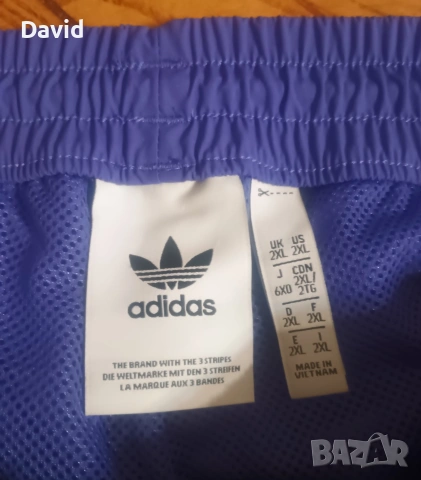 David
adidas
THE BRAND WITH THE 3 STRIPES
DIE WELTMARKE MIT DEN 3 STREIFEN
LA MARQUE AUX 3 BANDES
UK US
2XL 2XL
J CDN
6XO 2XL/
2TG
D F
2XL 2XL
E I
2XL 2XL
MADE IN
VIETNAM
BAZAR